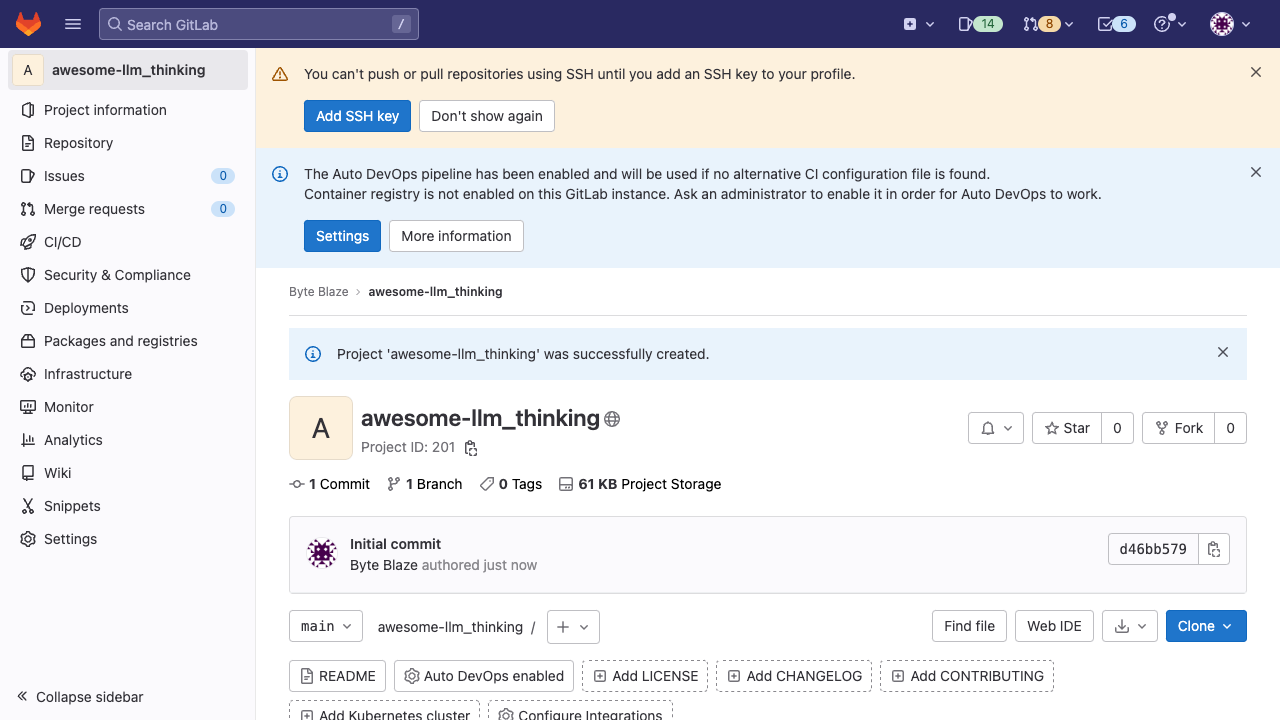 Search GitLab
/
14
8
6
A
awesome-llm_thinking
Project information
Repository
Issues
0
Merge requests
0
CI/CD
Security & Compliance
Deployments
Packages and registries
Infrastructure
Monitor
Analytics
Wiki
Snippets
Settings
Collapse sidebar
You can't push or pull repositories using SSH until you add an SSH key to your profile.
Add SSH key
Don't show again
The Auto DevOps pipeline has been enabled and will be used if no alternative CI configuration file is found.
Container registry is not enabled on this GitLab instance. Ask an administrator to enable it in order for Auto DevOps to work.
Settings
More information
Byte Blaze
awesome-llm_thinking
Project 'awesome-llm_thinking' was successfully created.
A
awesome-llm_thinking
Project ID: 201
Star
0
Fork
0
1 Commit
1 Branch
0 Tags
61 KB Project Storage
Initial commit
Byte Blaze authored just now
d46bb579
main
awesome-llm_thinking /
Find file
Web IDE
Clone
README
Auto DevOps enabled
Add LICENSE
Add CHANGELOG
Add CONTRIBUTING
Add Kubernetes cluster
Configure Integrations